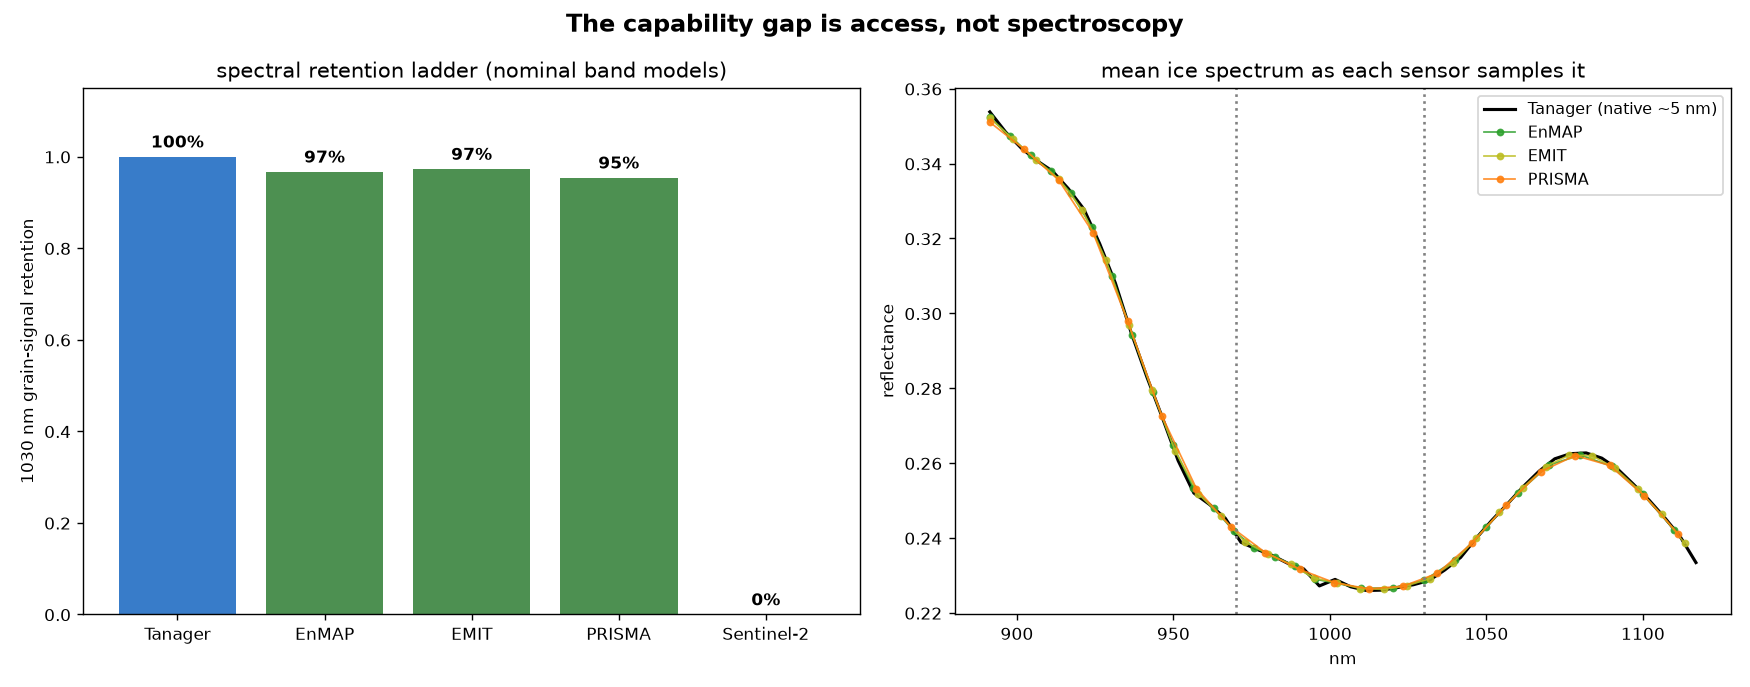 The capability gap is access, not spectroscopy
spectral retention ladder (nominal band models)
1030 nm grain-signal retention
1.0
0.8
0.6
0.4
0.2
0.0
100%
97%
97%
95%
0%
Tanager
EnMAP
EMIT
PRISMA
Sentinel-2
mean ice spectrum as each sensor samples it
reflectance
0.36
0.34
0.32
0.30
0.28
0.26
0.24
0.22
Tanager (native ~5 nm)
EnMAP
EMIT
PRISMA
900
950
1000
1050
1100
nm